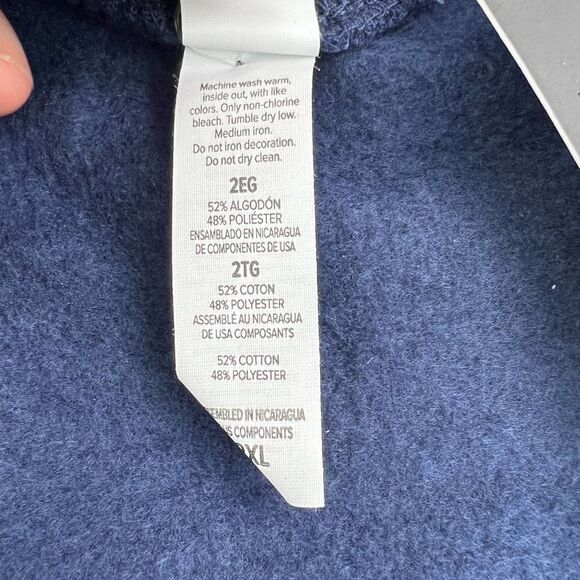 Machine wash warm,
inside out, with like
colors. Only non-chlorine
bleach. Tumble dry low.
Medium iron.
Do not iron decoration.
Do not dry clean.
2EG
52% ALGODÓN
48% POLIÉSTER
ENSAMBLADO EN NICARAGUA
DE COMPONENTES DE USA
2TG
52% COTON
48% POLYESTER
ASSEMBLÉ AU NICARAGUA
DE USA COMPOSANTS
52% COTTON
48% POLYESTER
IN NICARAGUA
COMPONENTS